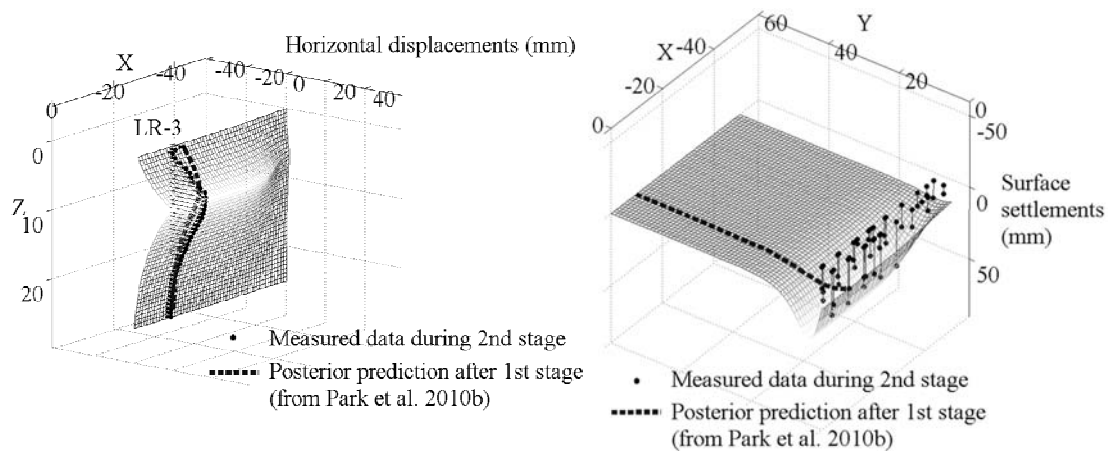 Horizontal displacements (mm)
X
0
-20
-40
-40
-20
0
20
40
LR-3
0
Z
10
20
Measured data during 2nd stage
Posterior prediction after 1st stage
(from Park et al. 2010b)
60
Y
X
-40
40
-20
20
0
0
-50
0
Surface
settlements
(mm)
50
Measured data during 2nd stage
Posterior prediction after 1st stage
(from Park et al. 2010b)